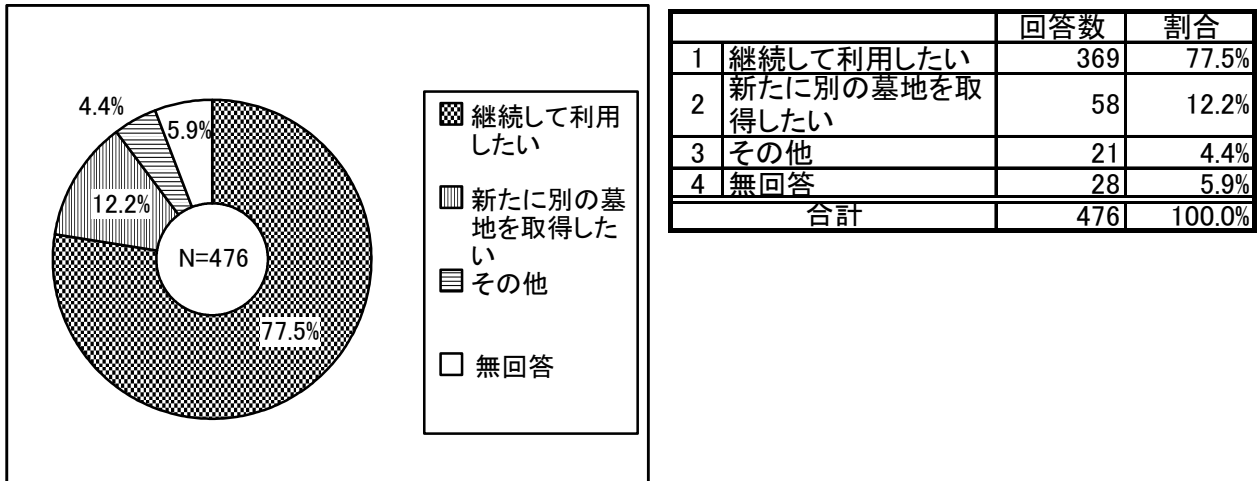 4.4%
5.9%
12.2%
N=476
77.5%
継続して利用
したい
新たに別の墓
地を取得した
い
その他
無回答
回答数 割合
1 継続して利用したい 369 77.5%
2 新たに別の墓地を取
得したい 58 12.2%
3 その他 21 4.4%
4 無回答 28 5.9%
合計 476 100.0%